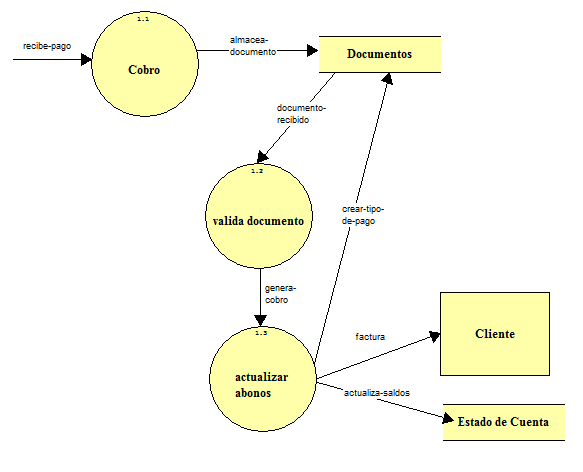 1.1
recibe-pago
Cobro
almacea-
documento
Documentos
documento-
recibido
1.2
valida documento
crear-tipo-
de-pago
genera-
cobro
1.3
actualizar
abonos
factura
Cliente
actualiza-saldos
Estado de Cuenta